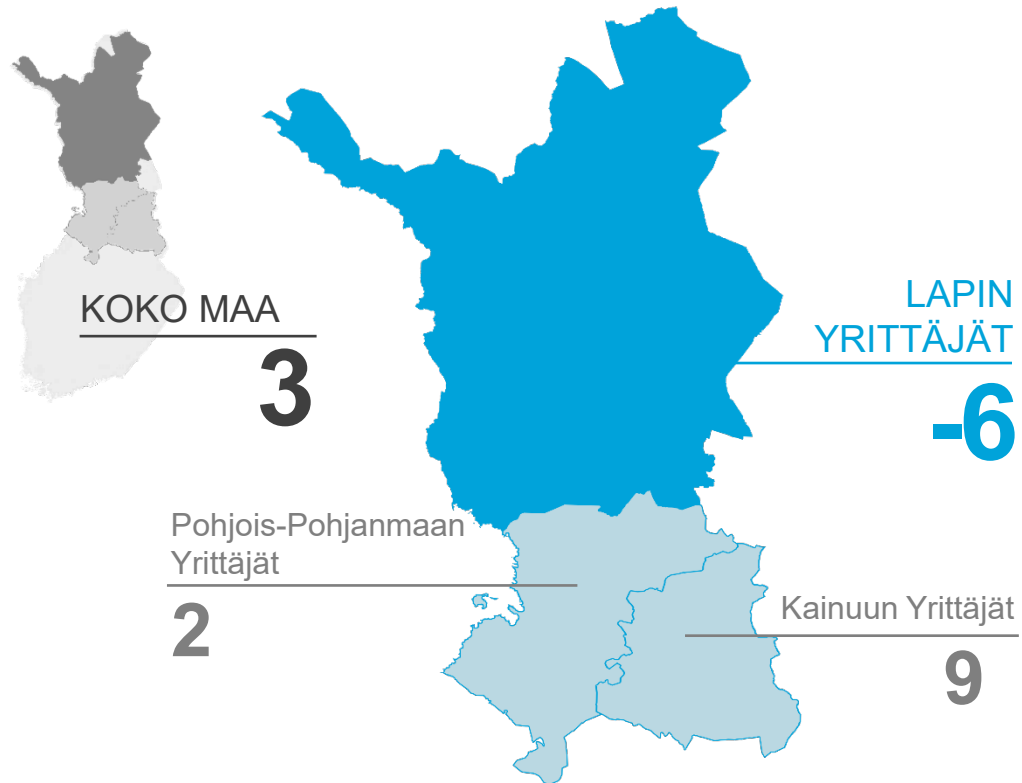 KOKO MAA
3
LAPIN
YRITTÄJÄT
-6
Pohjois-Pohjanmaan
Yrittäjät
2
Kainuun Yrittäjät
9